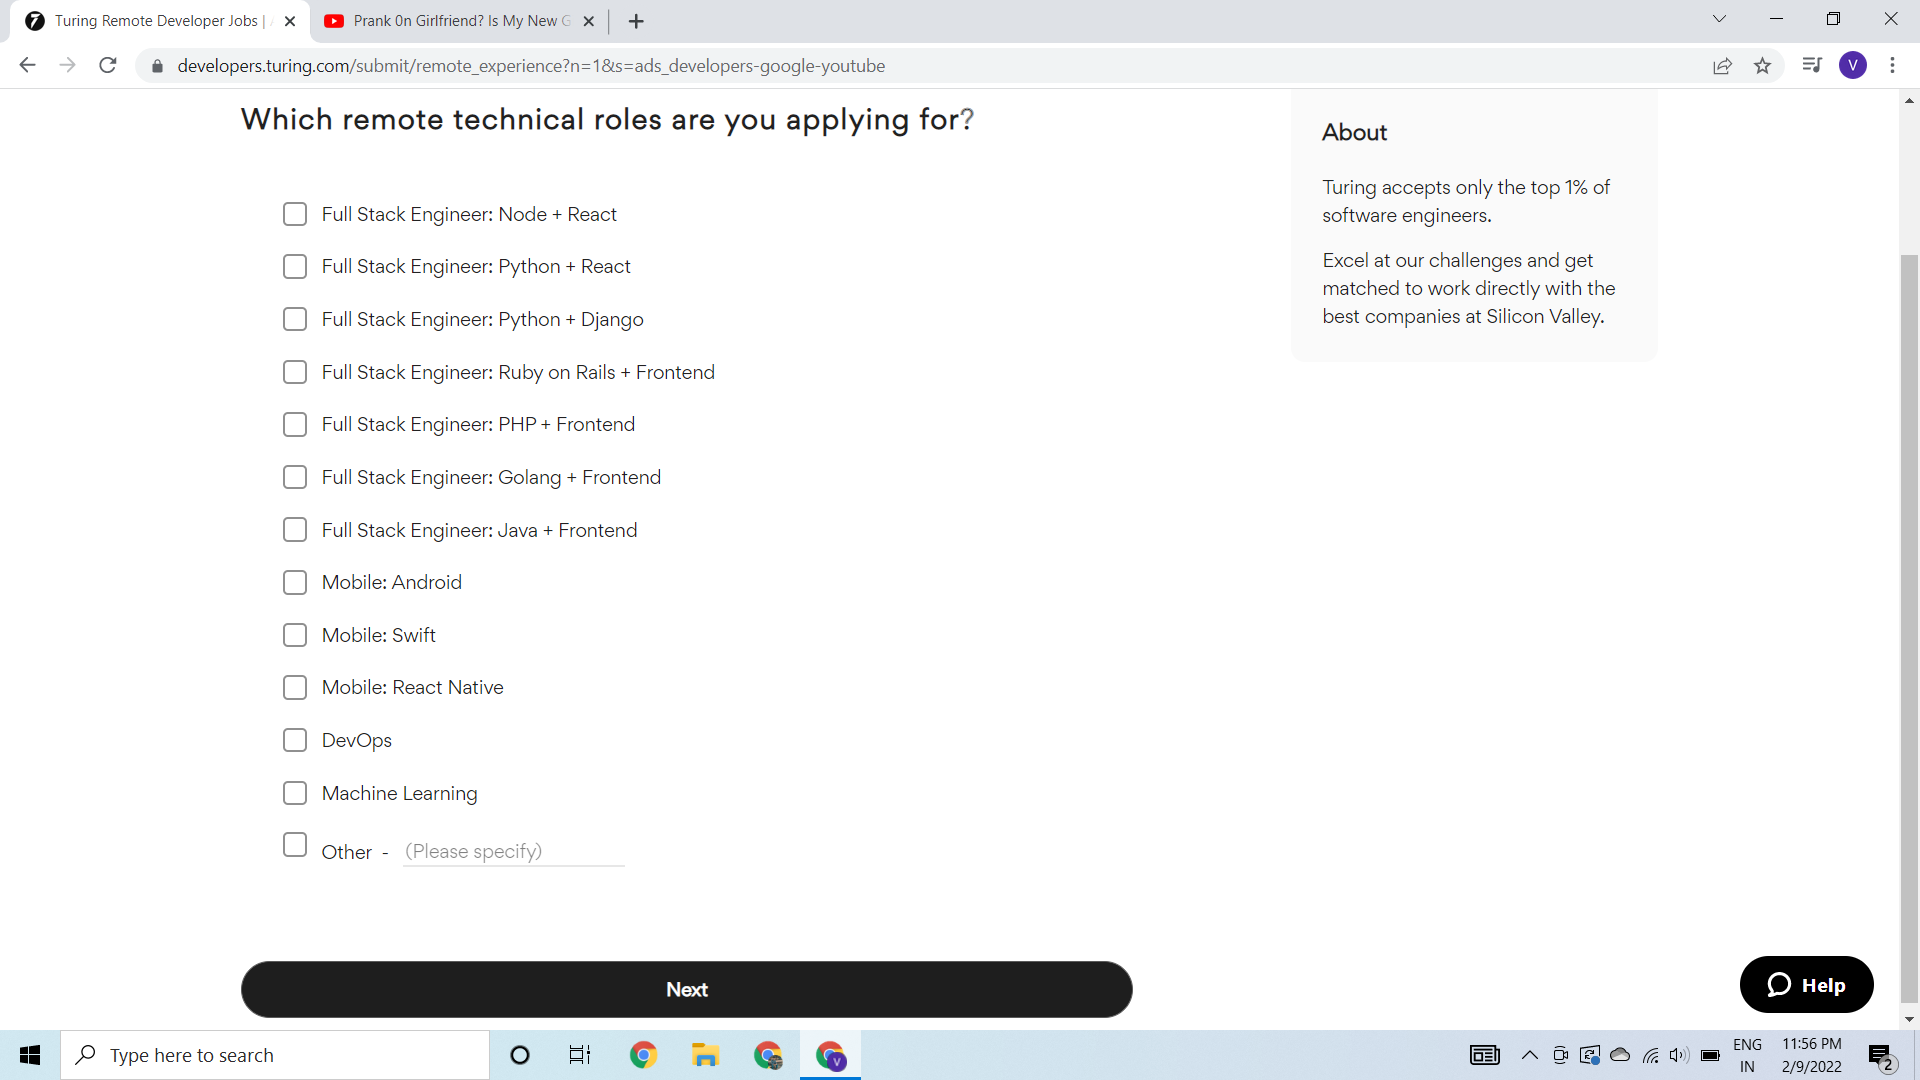 Turing Remote Developer Jobs |
Prank 0n Girlfriend? Is My New G
developers.turing.com/submit/remote_experience?n=1&s=ads_developers-google-youtube
V
Which remote technical roles are you applying for?
Full Stack Engineer: Node + React
Full Stack Engineer: Python + React
Full Stack Engineer: Python + Django
Full Stack Engineer: Ruby on Rails + Frontend
Full Stack Engineer: PHP + Frontend
Full Stack Engineer: Golang + Frontend
Full Stack Engineer: Java + Frontend
Mobile: Android
Mobile: Swift
Mobile: React Native
DevOps
Machine Learning
Other - (Please specify)
Next
About
Turing accepts only the top 1% of
software engineers.
Excel at our challenges and get
matched to work directly with the
best companies at Silicon Valley.
Help
Type here to search
V
ENG
IN
11:56 PM
2/9/2022
2